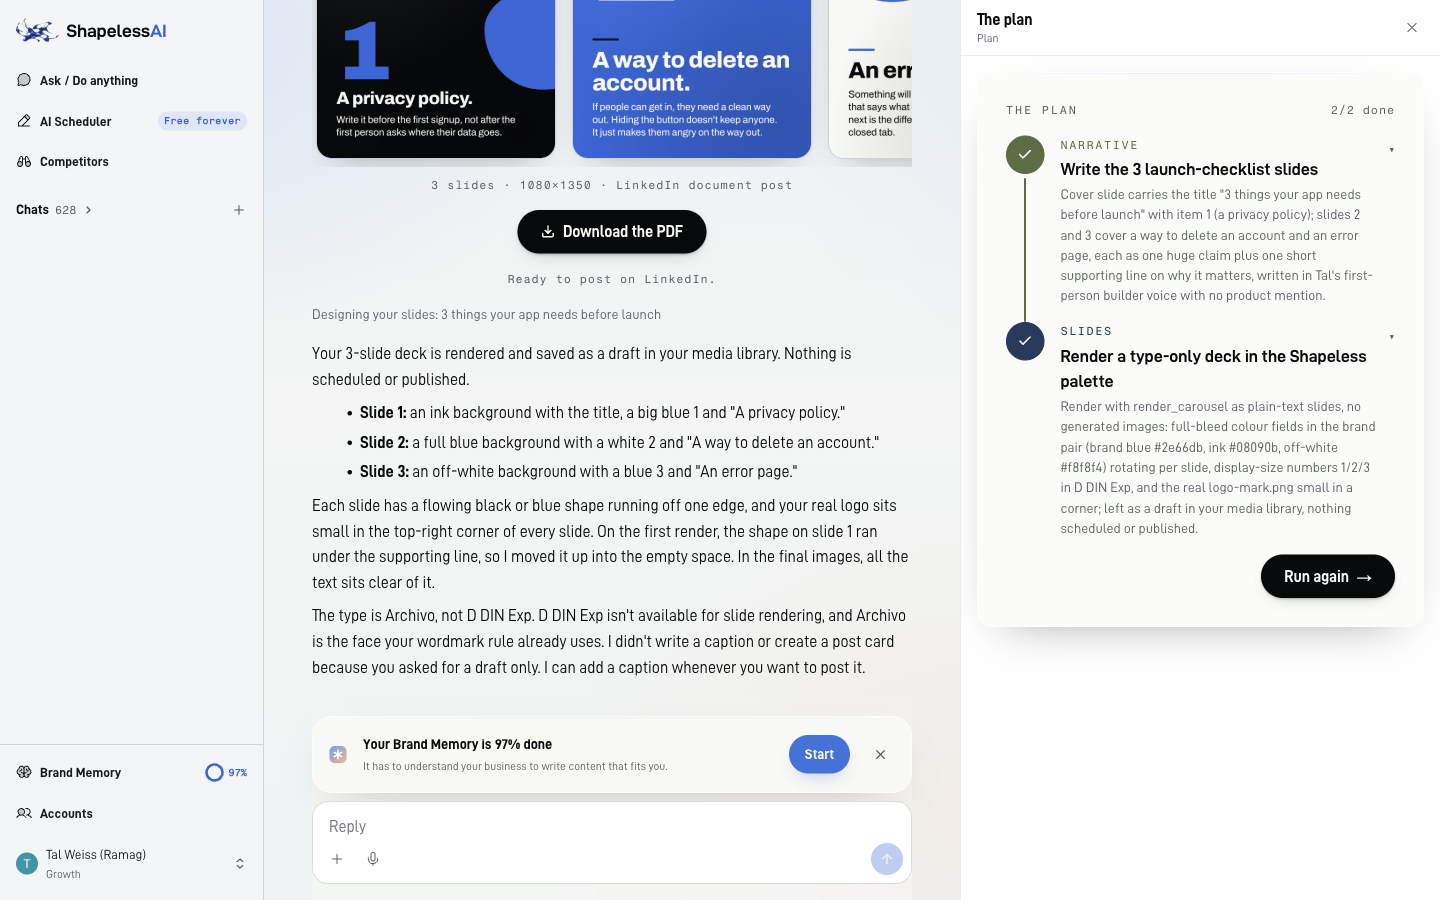 ShapelessAI
Ask / Do anything
AI Scheduler
Free forever
Competitors
Chats 628
Brand Memory
97%
Accounts
T
Tal Weiss (Ramag)
Growth
1
A privacy policy.
Write it before the first signup, not after the
first person asks where their data goes.
A way to delete an
account.
If people can get in, they need a clean way
out. Hiding the button doesn't keep anyone.
It just makes them angry on the way out.
An err
Something will
that says what
next is the diffe
closed tab.
3 slides · 1080×1350 · LinkedIn document post
Download the PDF
Ready to post on LinkedIn.
Designing your slides: 3 things your app needs before launch
Your 3-slide deck is rendered and saved as a draft in your media library. Nothing is
scheduled or published.
• Slide 1: an ink background with the title, a big blue 1 and "A privacy policy."
• Slide 2: a full blue background with a white 2 and "A way to delete an account."
• Slide 3: an off-white background with a blue 3 and "An error page."
Each slide has a flowing black or blue shape running off one edge, and your real logo sits
small in the top-right corner of every slide. On the first render, the shape on slide 1 ran
under the supporting line, so I moved it up into the empty space. In the final images, all the
text sits clear of it.
The type is Archivo, not D DIN Exp. D DIN Exp isn't available for slide rendering, and Archivo
is the face your wordmark rule already uses. I didn't write a caption or create a post card
because you asked for a draft only. I can add a caption whenever you want to post it.
Your Brand Memory is 97% done
It has to understand your business to write content that fits you.
Start
Reply
The plan
Plan
THE PLAN
2/2 done
NARRATIVE
Write the 3 launch-checklist slides
Cover slide carries the title "3 things your app needs
before launch" with item 1 (a privacy policy); slides 2
and 3 cover a way to delete an account and an error
page, each as one huge claim plus one short
supporting line on why it matters, written in Tal's first-
person builder voice with no product mention.
SLIDES
Render a type-only deck in the Shapeless
palette
Render with render_carousel as plain-text slides, no
generated images: full-bleed colour fields in the brand
pair (brand blue #2e66db, ink #08090b, off-white
#f8f8f4) rotating per slide, display-size numbers 1/2/3
in D DIN Exp, and the real logo-mark.png small in a
corner; left as a draft in your media library, nothing
scheduled or published.
Run again →